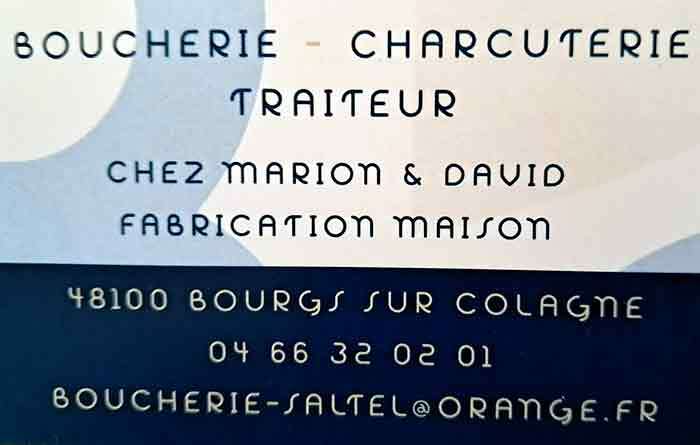 BOUCHERIE - CHARCUTERIE
TRAITEUR
CHEZ MARION & DAVID
FABRICATION MAISON
48100 BOURGS SUR COLAGNE
04 66 32 02 01
BOUCHERIE-SALTEL@ORANGE.FR